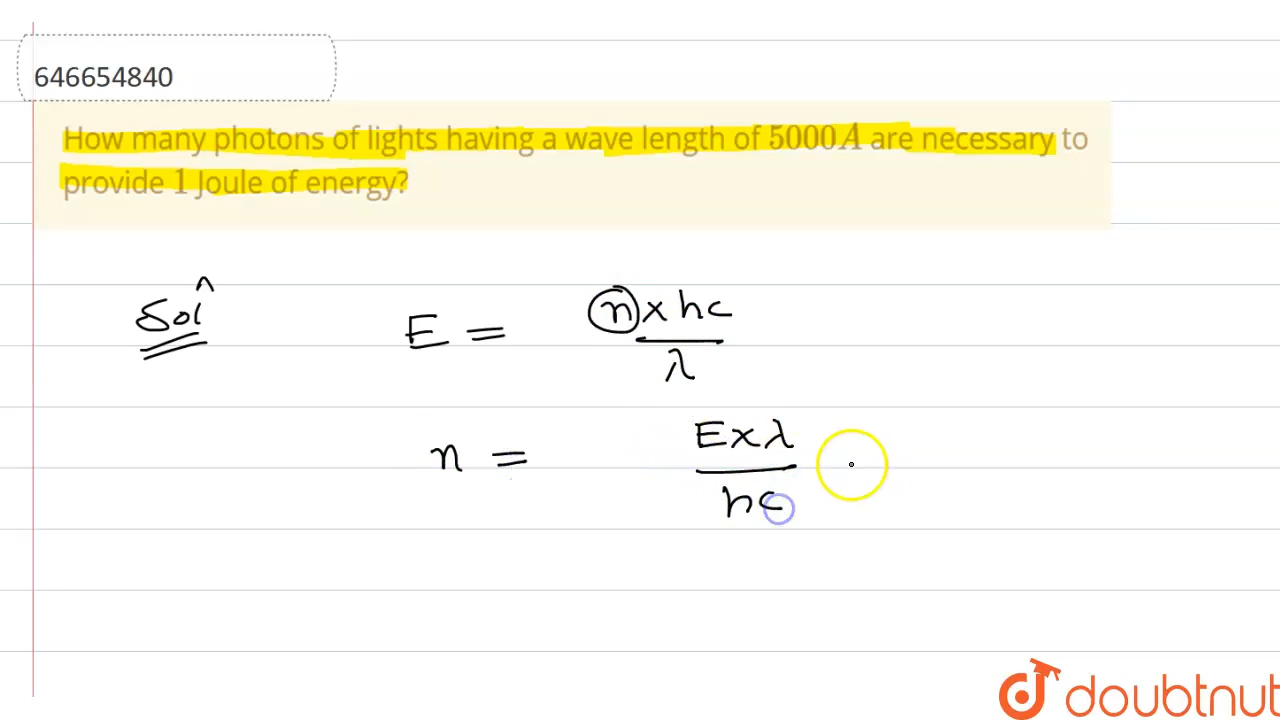 646654840
How many photons of lights having a wave length of 5000A are necessary to
provide 1 Joule of energy?
Sol^
E = n x hc / λ
n = E x λ / hc
doubtnut